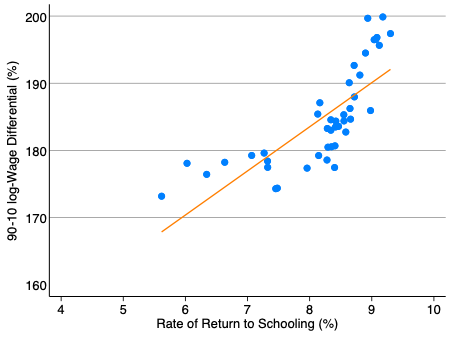 90-10 log-Wage Differential (%)
200
190
180
170
160
4 5 6 7 8 9 10
Rate of Return to Schooling (%)